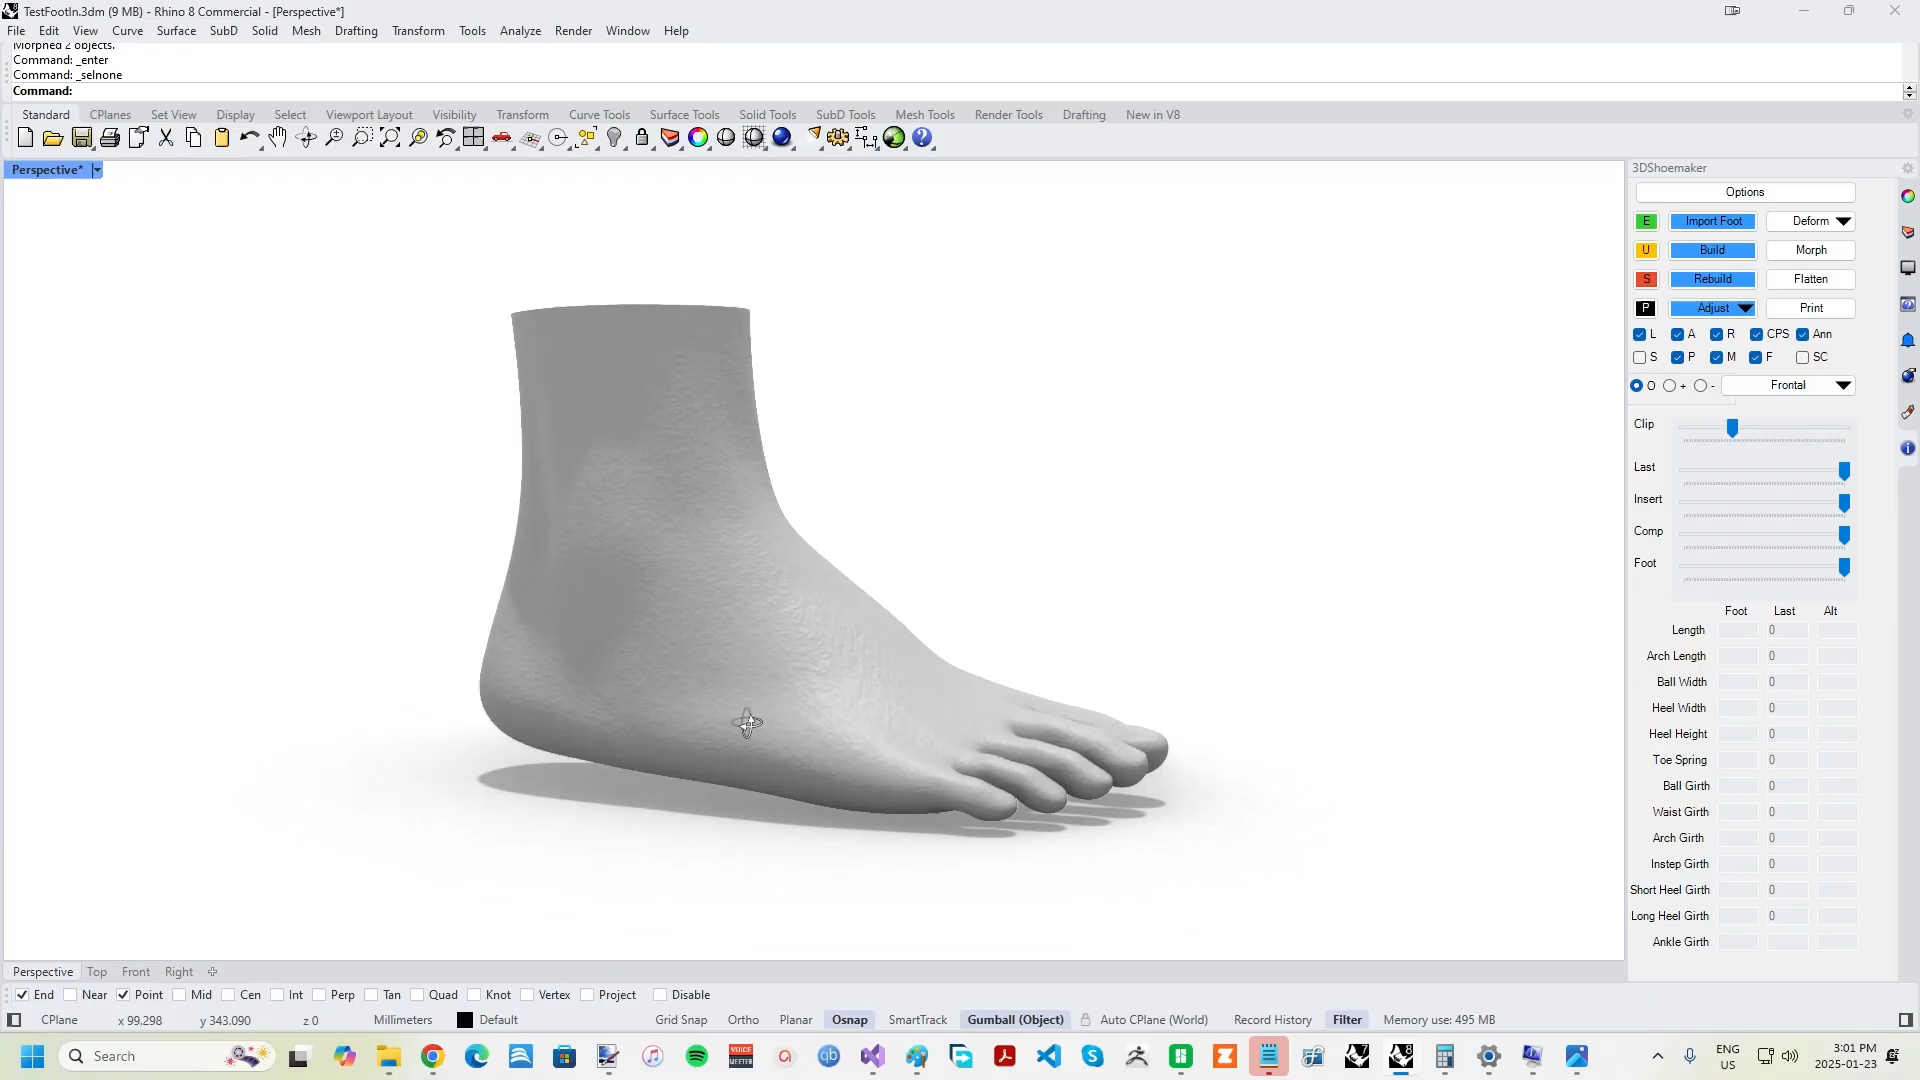 TestFootIn.3dm (9 MB) - Rhino 8 Commercial - [Perspective*]
File Edit View Curve Surface SubD Solid Mesh Drafting Transform Tools Analyze Render Window Help
Morphed 2 objects.
Command: _enter
Command: _selnone
Command:
Standard CPlanes Set View Display Select Viewport Layout Visibility Transform Curve Tools Surface Tools Solid Tools SubD Tools Mesh Tools Render Tools Drafting New in V8
Perspective*
3DShoemaker
Options
E Import Foot Deform
U Build Morph
S Rebuild Flatten
P Adjust Print
L A R CPS Ann
S P M F SC
O + - Frontal
Clip
Last
Insert
Comp
Foot
Foot Last Alt
Length 0
Arch Length 0
Ball Width 0
Heel Width 0
Heel Height 0
Toe Spring 0
Ball Girth 0
Waist Girth 0
Arch Girth 0
Instep Girth 0
Short Heel Girth 0
Long Heel Girth 0
Ankle Girth
Perspective Top Front Right
End Near Point Mid Cen Int Perp Tan Quad Knot Vertex Project Disable
CPlane x 99.298 y 343.090 z 0 Millimeters Default Grid Snap Ortho Planar Osnap SmartTrack Gumball (Object) Auto CPlane (World) Record History Filter Memory use: 495 MB
Search
VOICE MEETER
qb
ENG
US
3:01 PM
2025-01-23